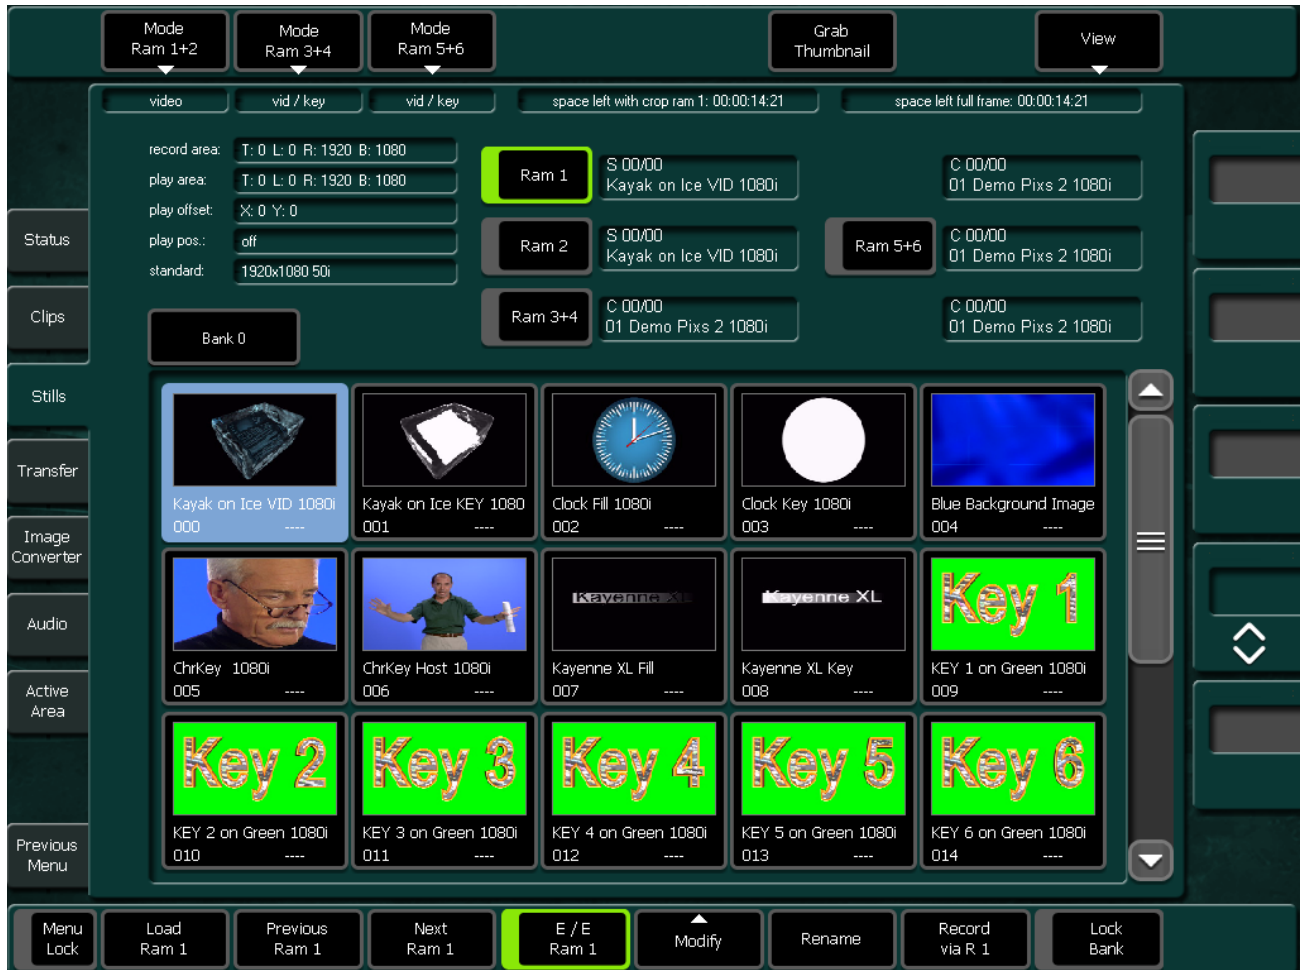 Mode
Ram 1+2
Mode
Ram 3+4
Mode
Ram 5+6
Grab
Thumbnail
View
video
vid / key
vid / key
space left with crop ram 1: 00:00:14:21
space left full frame: 00:00:14:21
record area: T: 0 L: 0 R: 1920 B: 1080
play area: T: 0 L: 0 R: 1920 B: 1080
play offset: X: 0 Y: 0
play pos.: off
standard: 1920x1080 50i
Ram 1
S 00/00
Kayak on Ice VID 1080i
C 00/00
01 Demo Pixs 2 1080i
Ram 2
S 00/00
Kayak on Ice VID 1080i
Ram 5+6
C 00/00
01 Demo Pixs 2 1080i
Ram 3+4
C 00/00
01 Demo Pixs 2 1080i
C 00/00
01 Demo Pixs 2 1080i
Bank 0
Status
Clips
Stills
Transfer
Image
Converter
Audio
Active
Area
Previous
Menu
Kayak on Ice VID 1080i
000 ----
Kayak on Ice KEY 1080
001 ----
Clock Fill 1080i
002 ----
Clock Key 1080i
003 ----
Blue Background Image
004 ----
ChrKey 1080i
005 ----
ChrKey Host 1080i
006 ----
Kayenne XL
Kayenne XL Fill
007 ----
Kayenne XL
Kayenne XL Key
008 ----
Key 1
KEY 1 on Green 1080i
009 ----
Key 2
KEY 2 on Green 1080i
010 ----
Key 3
KEY 3 on Green 1080i
011 ----
Key 4
KEY 4 on Green 1080i
012 ----
Key 5
KEY 5 on Green 1080i
013 ----
Key 6
KEY 6 on Green 1080i
014 ----
Menu
Lock
Load
Ram 1
Previous
Ram 1
Next
Ram 1
E / E
Ram 1
Modify
Rename
Record
via R 1
Lock
Bank